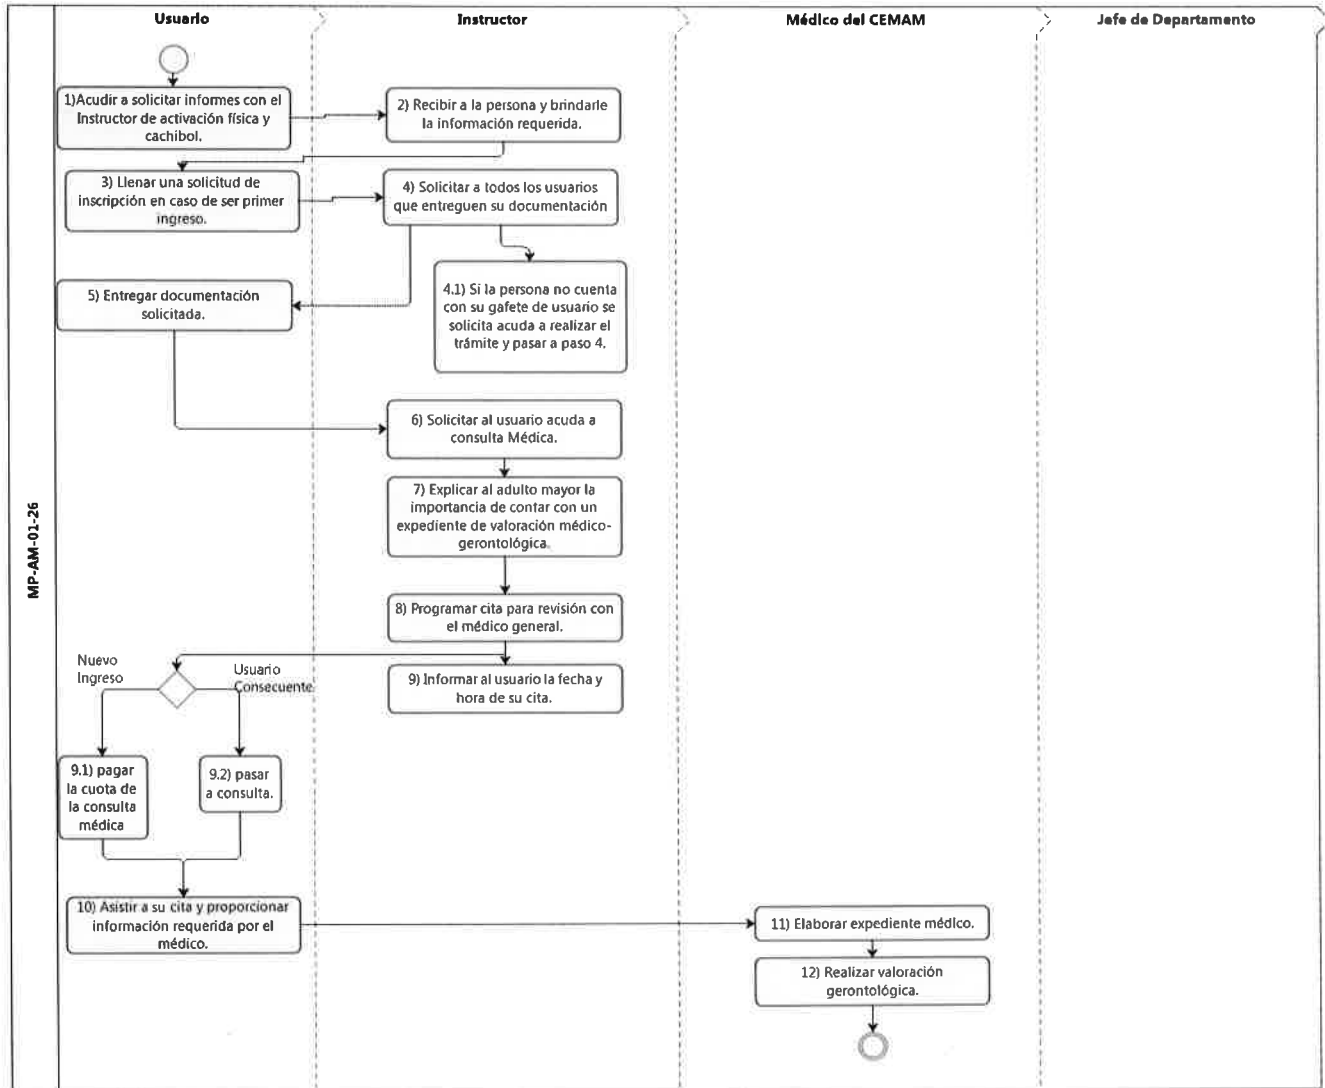 Usuario
Instructor
Médico del CEMAM
Jefe de Departamento
MP-AM-01-26
1)Acudir a solicitar informes con el
Instructor de activación física y
cachibol.
2) Recibir a la persona y brindarle
la información requerida.
3) Llenar una solicitud de
inscripción en caso de ser primer
ingreso.
4) Solicitar a todos los usuarios
que entreguen su documentación
4.1) Si la persona no cuenta
con su gafete de usuario se
solicita acuda a realizar el
trámite y pasar a paso 4.
5) Entregar documentación
solicitada.
6) Solicitar al usuario acuda a
consulta Médica.
7) Explicar al adulto mayor la
importancia de contar con un
expediente de valoración médico-
gerontológica.
8) Programar cita para revisión con
el médico general.
9) Informar al usuario la fecha y
hora de su cita.
Nuevo
Ingreso
Usuario
Consecuente
9.1) pagar
la cuota de
la consulta
médica
9.2) pasar
a consulta.
10) Asistir a su cita y proporcionar
información requerida por el
médico.
11) Elaborar expediente médico.
12) Realizar valoración
gerontológica.